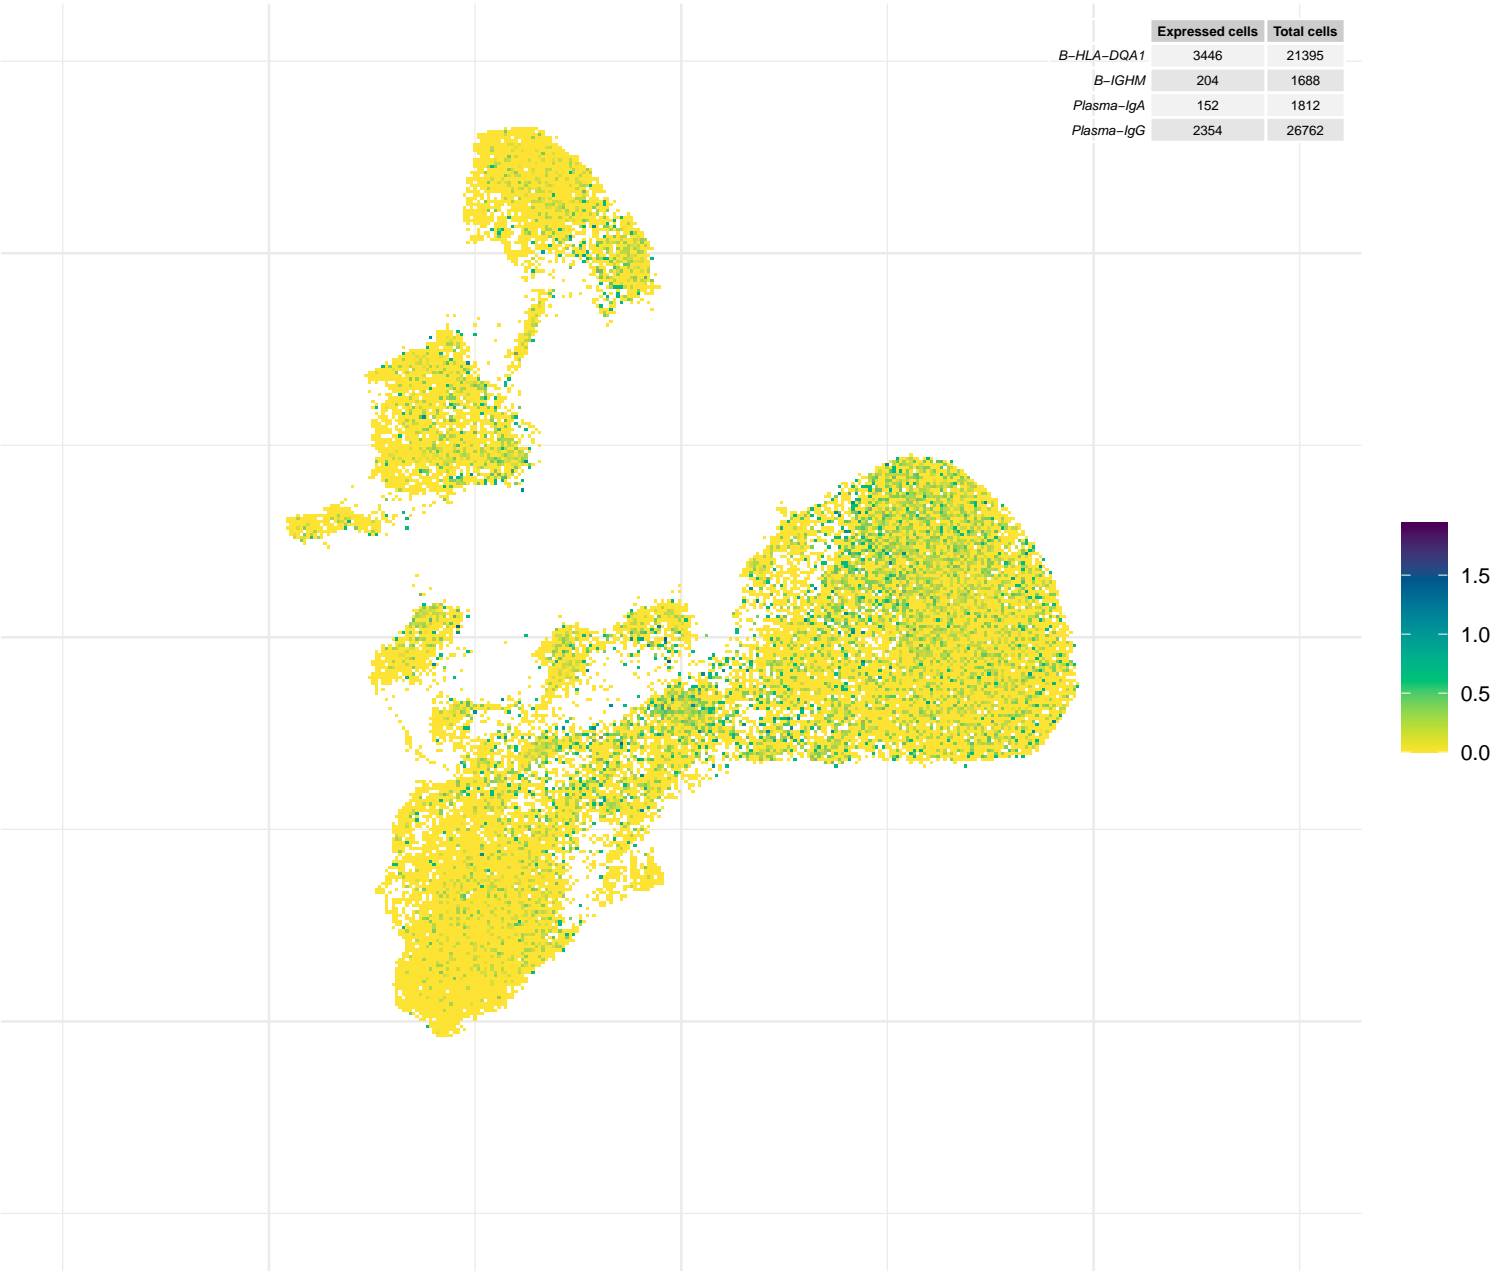 Expressed cells Total cells
B−HLA−DQA1 3446 21395
B−IGHM 204 1688
Plasma−IgA 152 1812
Plasma−IgG 2354 26762
1.5
1.0
0.5
0.0